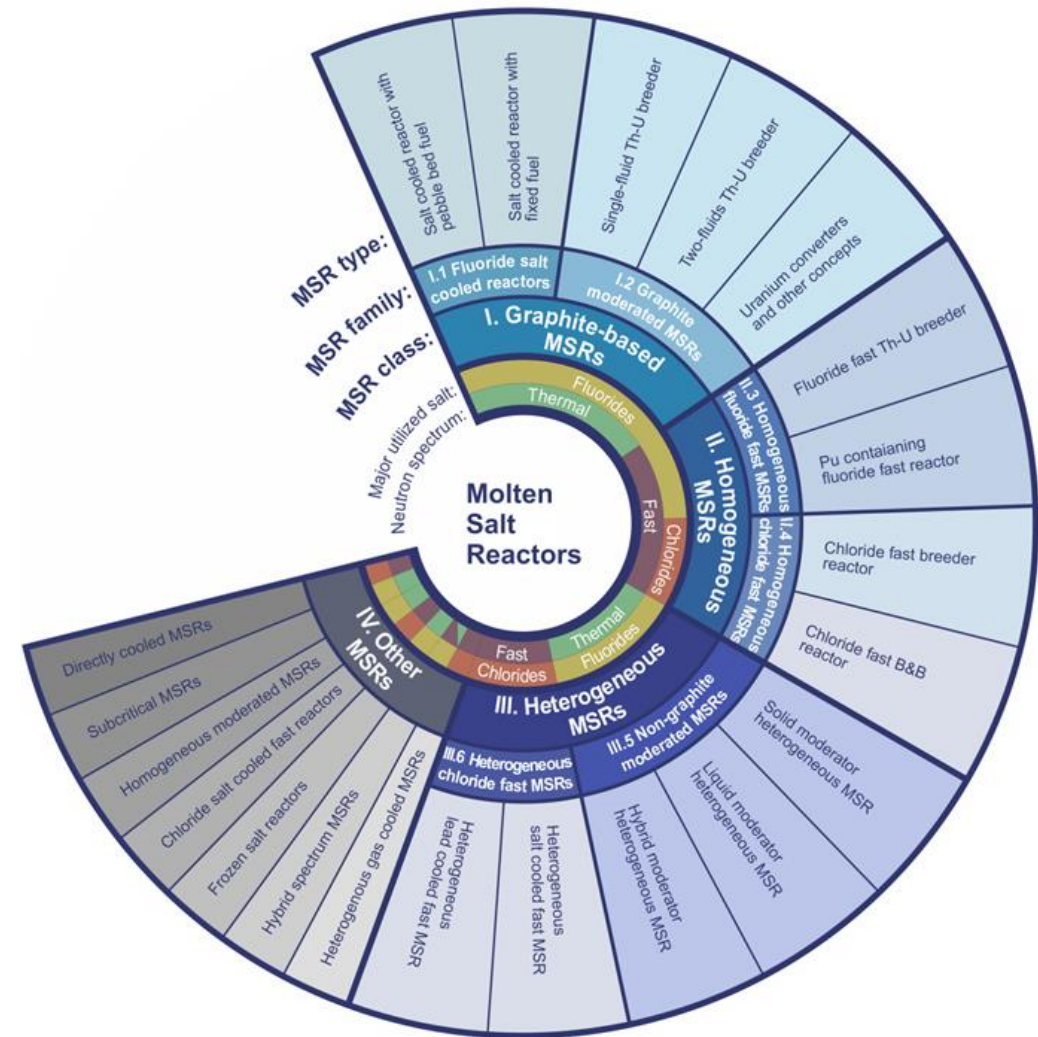 Molten
Salt
Reactors
MSR type:
MSR family:
MSR class:
Major utilized salt:
Neutron spectrum:
Salt cooled reactor with
pebble bed fuel
Salt cooled reactor with
fixed fuel
Single-fluid Th-U breeder
Two-fluids Th-U breeder
Uranium converters
and other concepts
Fluoride fast Th-U breeder
Pu contaianing
fluoride fast reactor
Chloride fast breeder
reactor
Chloride fast B&B
reactor
Solid moderator
heterogeneous MSR
Liquid moderator
heterogeneous MSR
Hybrid moderator
heterogeneous MSR
Heterogeneous
salt cooled fast MSR
Heterogeneous
lead cooled fast MSR
Heterogenous gas cooled MSRs
Hybrid spectrum MSRs
Frozen salt reactors
Chloride salt cooled fast reactors
Homogeneous moderated MSRs
Subcritical MSRs
Directly cooled MSRs
I.1 Fluoride salt
cooled reactors
I.2 Graphite
moderated MSRs
II.3 Homogeneous
fluoride fast MSRs
II.4 Homogeneous
chloride fast MSRs
III.5 Non-graphite
moderated MSRs
III.6 Heterogeneous
chloride fast MSRs
I. Graphite-based
MSRs
II. Homogeneous
MSRs
III. Heterogeneous
MSRs
IV. Other
MSRs
Fluorides
Thermal
Fast
Chlorides
Thermal
Fluorides
Fast
Chlorides